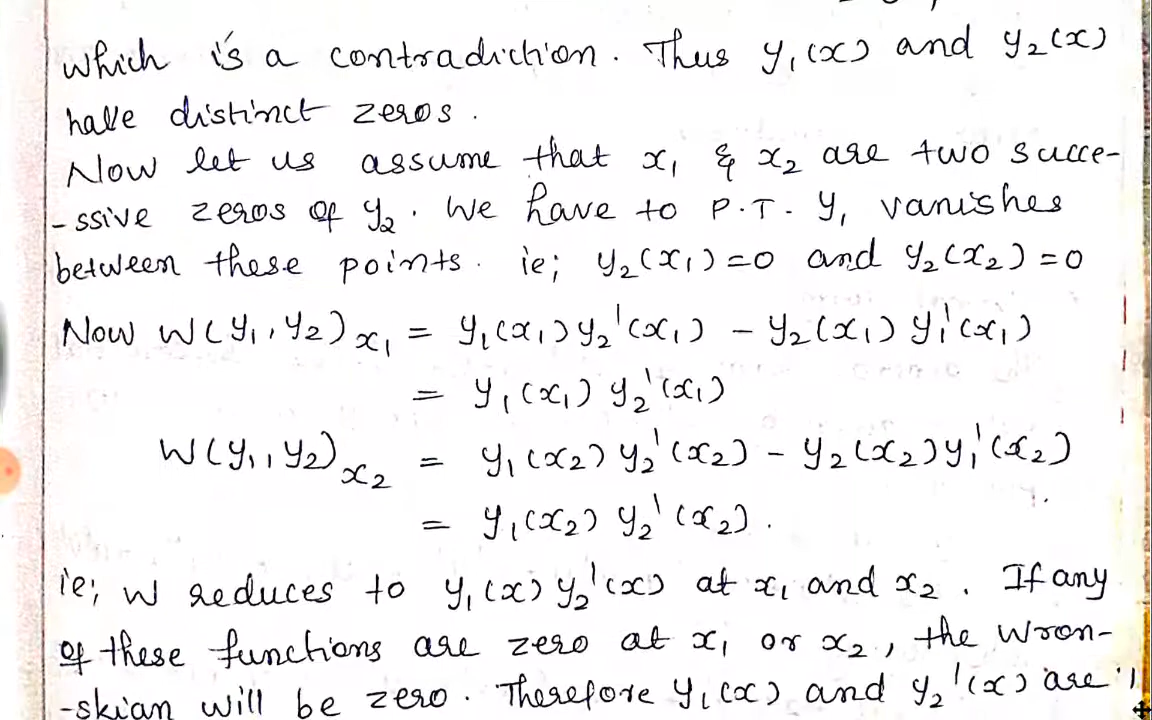 which is a contradiction. Thus y₁(x) and y₂(x)
have distinct zeros.
Now let us assume that x₁ & x₂ are two succe-
-ssive zeros of y₂. We have to P.T. y₁ vanishes
between these points. ie; y₂(x₁)=0 and y₂(x₂)=0
Now W(y₁,y₂)x₁ = y₁(x₁)y₂'(x₁) - y₂(x₁)y₁'(x₁)
= y₁(x₁) y₂'(x₁)
W(y₁,y₂)x₂ = y₁(x₂)y₂'(x₂) - y₂(x₂)y₁'(x₂)
= y₁(x₂) y₂'(x₂).
ie; W reduces to y₁(x)y₂'(x) at x₁ and x₂. If any
of these functions are zero at x₁ or x₂, the wron-
-skian will be zero. Therefore y₁(x) and y₂'(x) are